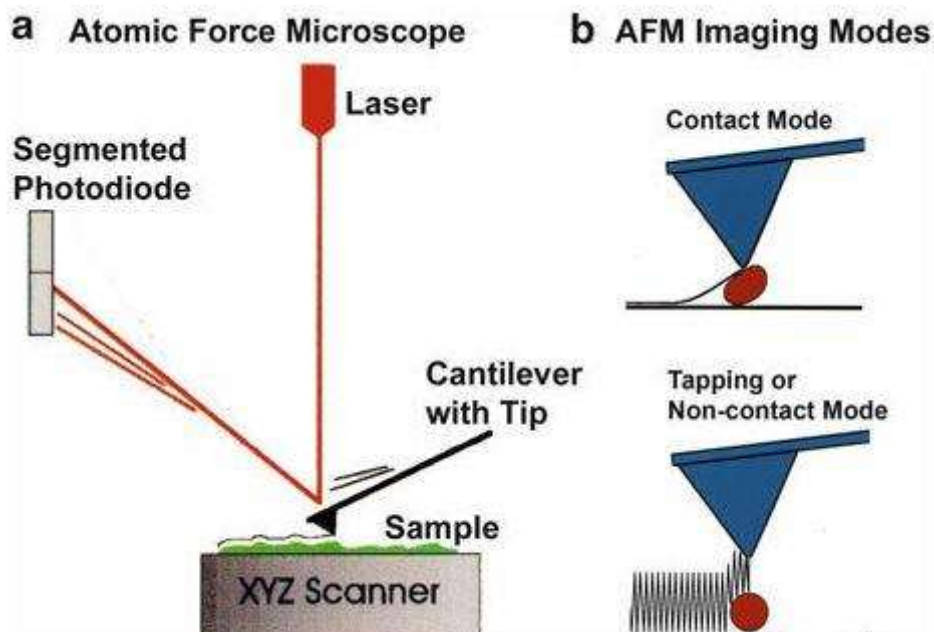 a Atomic Force Microscope
Laser
Segmented
Photodiode
Cantilever
with Tip
Sample
XYZ Scanner
b AFM Imaging Modes
Contact Mode
Tapping or
Non-contact Mode